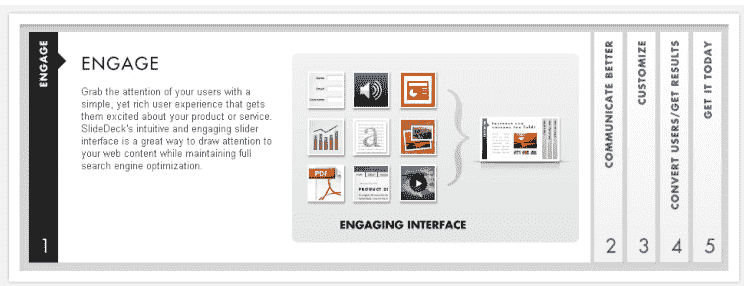 ENGAGE
1
ENGAGE
Grab the attention of your users with a
simple, yet rich user experience that gets
them excited about your product or service.
SlideDeck's intuitive and engaging slider
interface is a great way to draw attention to
your web content while maintaining full
search engine optimization.
PDF
a
PRODUCT
ENGAGING INTERFACE
COMMUNICATE BETTER
2
CUSTOMIZE
3
CONVERT USERS/GET RESULTS
4
GET IT TODAY
5